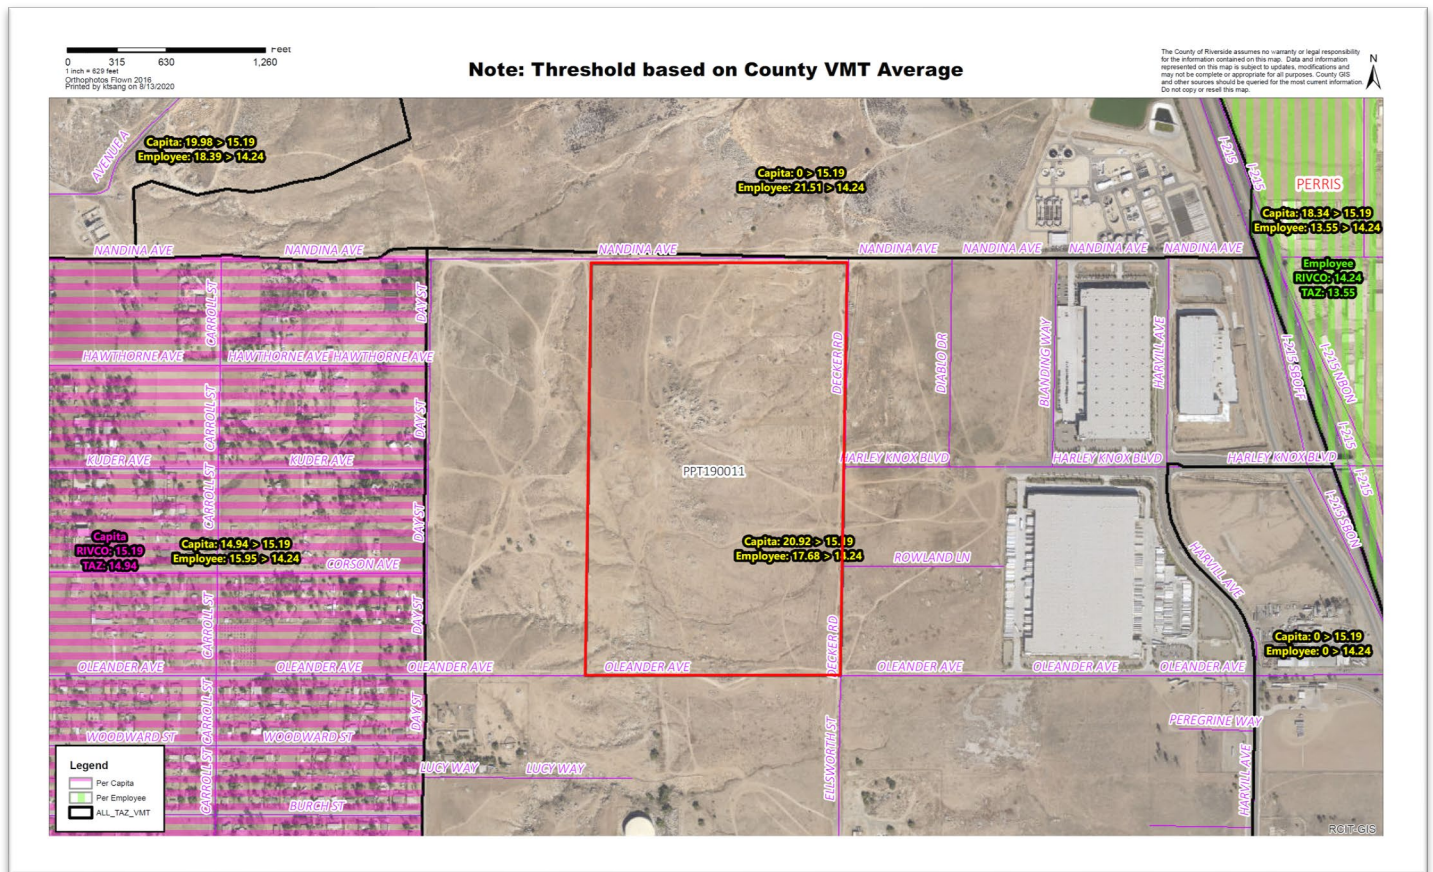 Feet
0 315 630 1,260
1 inch = 629 feet
Orthophotos Flown 2016
Printed by ktsang on 8/13/2020
Note: Threshold based on County VMT Average
The County of Riverside assumes no warranty or legal responsibility
for the information contained on this map. Data and information
represented on this map is subject to updates, modifications and
may not be complete or appropriate for all purposes. County GIS
and other sources should be queried for the most current information.
Do not copy or resell this map.
N
AVENUE A
Capita: 19.98 > 15.19
Employee: 18.39 > 14.24
Capita: 0 > 15.19
Employee: 21.51 > 14.24
I-215
I-215
PERRIS
Capita: 18.34 > 15.19
Employee: 13.55 > 14.24
NANDINA AVE
NANDINA AVE
NANDINA AVE
NANDINA AVE
NANDINA AVE
NANDINA AVE
NANDINA AVE
Employee
RIVCO: 14.24
TAZ: 13.55
CARROLL ST
DAY ST
DECKER RD
DIABLO DR
BLANDING WAY
HARVILL AVE
I-215 SBOFF
I-215 NBON
HAWTHORNE AVE
HAWTHORNE AVE
HAWTHORNE AVE
CARROLL ST
DAY ST
I-215
KUDER AVE
KUDER AVE
HARLEY KNOX BLVD
HARLEY KNOX BLVD
HARLEY KNOX BLVD
PPT190011
I-215
CARROLL ST
DAY ST
I-215 SBON
Capita
RIVCO: 15.19
TAZ: 14.94
Capita: 14.94 > 15.19
Employee: 15.95 > 14.24
CORSON AVE
Capita: 20.92 > 15.19
Employee: 17.68 > 14.24
ROWLAND LN
HARVILL AVE
CARROLL ST
DAY ST
DECKER RD
Capita: 0 > 15.19
Employee: 0 > 14.24
OLEANDER AVE
OLEANDER AVE
OLEANDER AVE
OLEANDER AVE
OLEANDER AVE
OLEANDER AVE
OLEANDER AVE
CARROLL ST
DAY ST
PEREGRINE WAY
WOODWARD ST
WOODWARD ST
ELLSWORTH ST
LUCY WAY
LUCY WAY
CARROLL ST
HARVILL AVE
BURCH ST
Legend
Per Capita
Per Employee
ALL_TAZ_VMT
RCIT-GIS